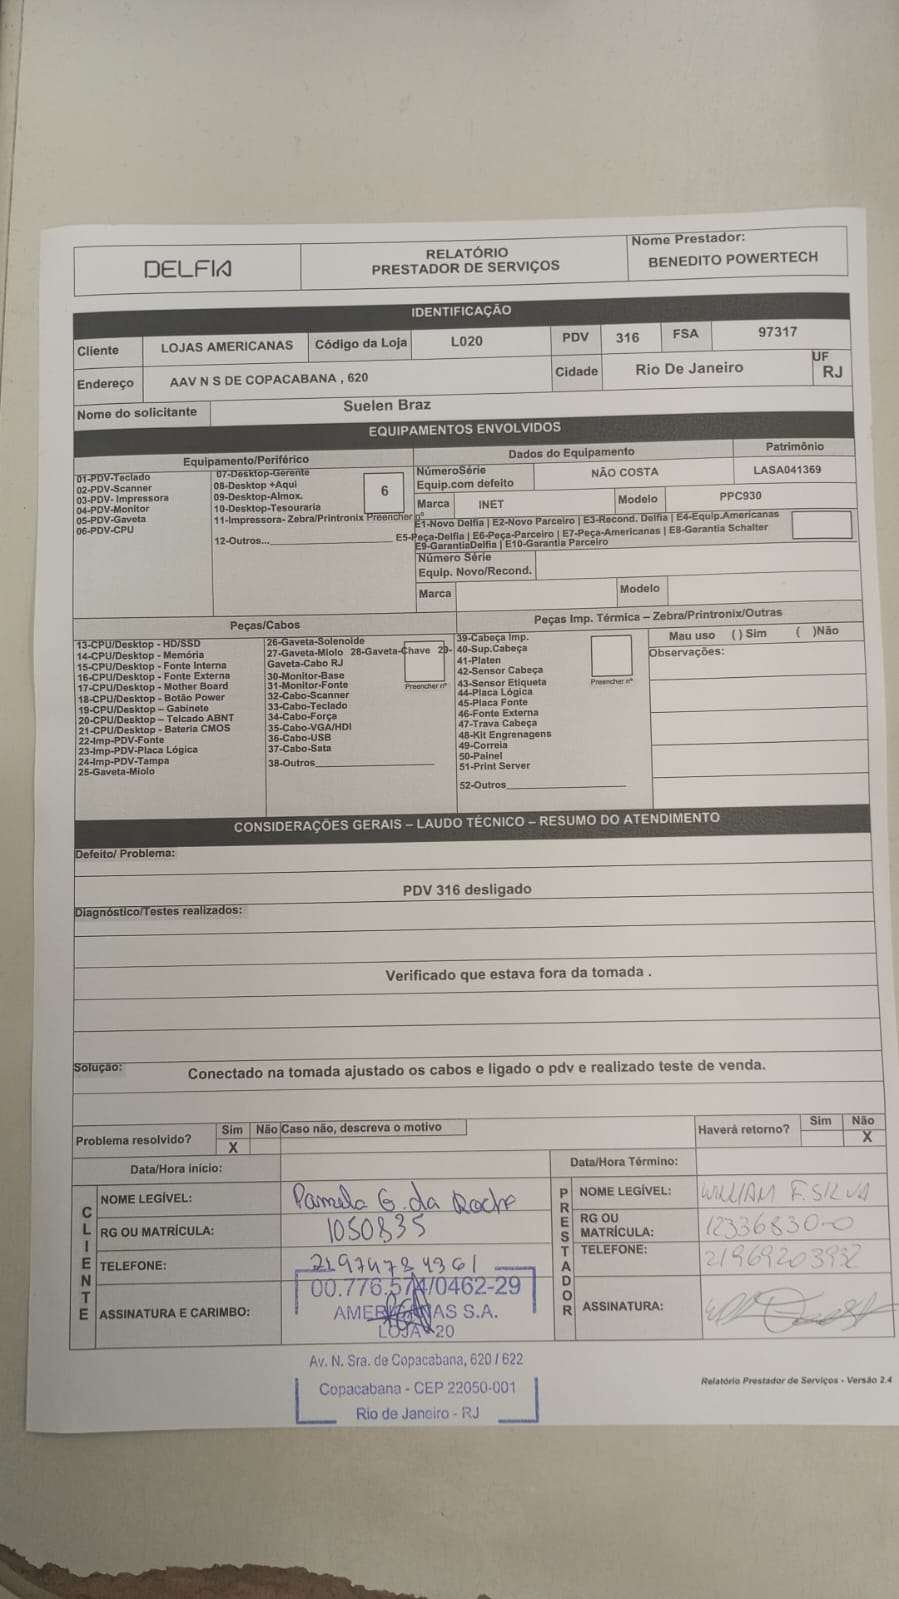 DELFIA
RELATÓRIO
PRESTADOR DE SERVIÇOS
Nome Prestador:
BENEDITO POWERTECH
IDENTIFICAÇÃO
Cliente LOJAS AMERICANAS Código da Loja L020 PDV 316 FSA 97317
Endereço AAV N S DE COPACABANA , 620 Cidade Rio De Janeiro UF RJ
Nome do solicitante Suelen Braz
EQUIPAMENTOS ENVOLVIDOS
Equipamento/Periférico
01-PDV-Teclado
02-PDV-Scanner
03-PDV- Impressora
04-PDV-Monitor
05-PDV-Gaveta
06-PDV-CPU
07-Desktop-Gerente
08-Desktop +Aqui
09-Desktop-Almox.
10-Desktop-Tesouraria
11-Impressora- Zebra/Printronix Preencher nº
12-Outros...
6
Dados do Equipamento Patrimônio
NúmeroSérie
Equip.com defeito NÃO COSTA LASA041369
Marca INET Modelo PPC930
E1-Novo Delfia | E2-Novo Parceiro | E3-Recond. Delfia | E4-Equip.Americanas
E5-Peça-Delfia | E6-Peça-Parceiro | E7-Peça-Americanas | E8-Garantia Schalter
E9-GarantiaDelfia | E10-Garantia Parceiro
Número Série
Equip. Novo/Recond.
Marca Modelo
Peças/Cabos
13-CPU/Desktop - HD/SSD
14-CPU/Desktop - Memória
15-CPU/Desktop - Fonte Interna
16-CPU/Desktop - Fonte Externa
17-CPU/Desktop - Mother Board
18-CPU/Desktop - Botão Power
19-CPU/Desktop – Gabinete
20-CPU/Desktop – Telcado ABNT
21-CPU/Desktop - Bateria CMOS
22-Imp-PDV-Fonte
23-Imp-PDV-Placa Lógica
24-Imp-PDV-Tampa
25-Gaveta-Miolo
26-Gaveta-Solenoide
27-Gaveta-Miolo 28-Gaveta-Chave 29-
Gaveta-Cabo RJ
30-Monitor-Base
31-Monitor-Fonte
32-Cabo-Scanner
33-Cabo-Teclado
34-Cabo-Força
35-Cabo-VGA/HDI
36-Cabo-USB
37-Cabo-Sata
38-Outros
Preencher nº
Peças Imp. Térmica – Zebra/Printronix/Outras
39-Cabeça Imp.
40-Sup.Cabeça
41-Platen
42-Sensor Cabeça
43-Sensor Etiqueta
44-Placa Lógica
45-Placa Fonte
46-Fonte Externa
47-Trava Cabeça
48-Kit Engrenagens
49-Correia
50-Painel
51-Print Server
52-Outros
Preencher nº
Mau uso ( ) Sim ( )Não
Observações:
CONSIDERAÇÕES GERAIS – LAUDO TÉCNICO – RESUMO DO ATENDIMENTO
Defeito/ Problema:
PDV 316 desligado
Diagnóstico/Testes realizados:
Verificado que estava fora da tomada .
Solução: Conectado na tomada ajustado os cabos e ligado o pdv e realizado teste de venda.
Problema resolvido? Sim X Não Caso não, descreva o motivo
Haverá retorno? Sim Não X
Data/Hora início: Data/Hora Término:
CLIENTE
NOME LEGÍVEL: Pamela G. da Rocha
RG OU MATRÍCULA: 1050835
TELEFONE: 21974784361
ASSINATURA E CARIMBO:
00.776.574/0462-29
AMERICANAS S.A.
LOJA 20
Av. N. Sra. de Copacabana, 620 / 622
Copacabana - CEP 22050-001
Rio de Janeiro - RJ
PRESTADOR
NOME LEGÍVEL: WILLIAM F. SILVA
RG OU
MATRÍCULA: 12336830-0
TELEFONE: 21969203932
ASSINATURA:
Relatório Prestador de Serviços - Versão 2.4